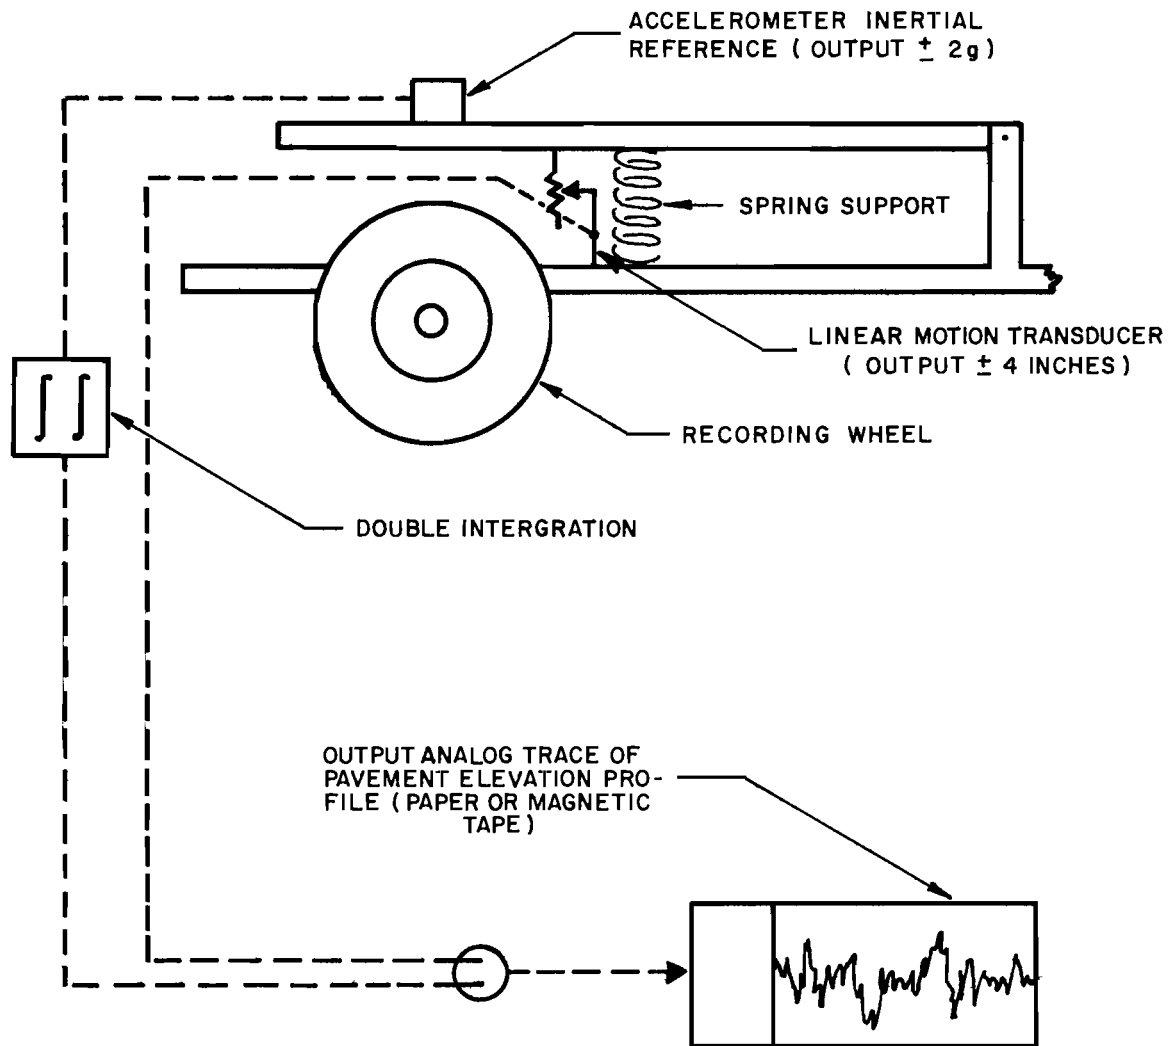 ACCELEROMETER INERTIAL
REFERENCE ( OUTPUT ± 2g)
SPRING SUPPORT
LINEAR MOTION TRANSDUCER
( OUTPUT ± 4 INCHES)
RECORDING WHEEL
∫∫
DOUBLE INTERGRATION
OUTPUT ANALOG TRACE OF
PAVEMENT ELEVATION PRO-
FILE ( PAPER OR MAGNETIC
TAPE)